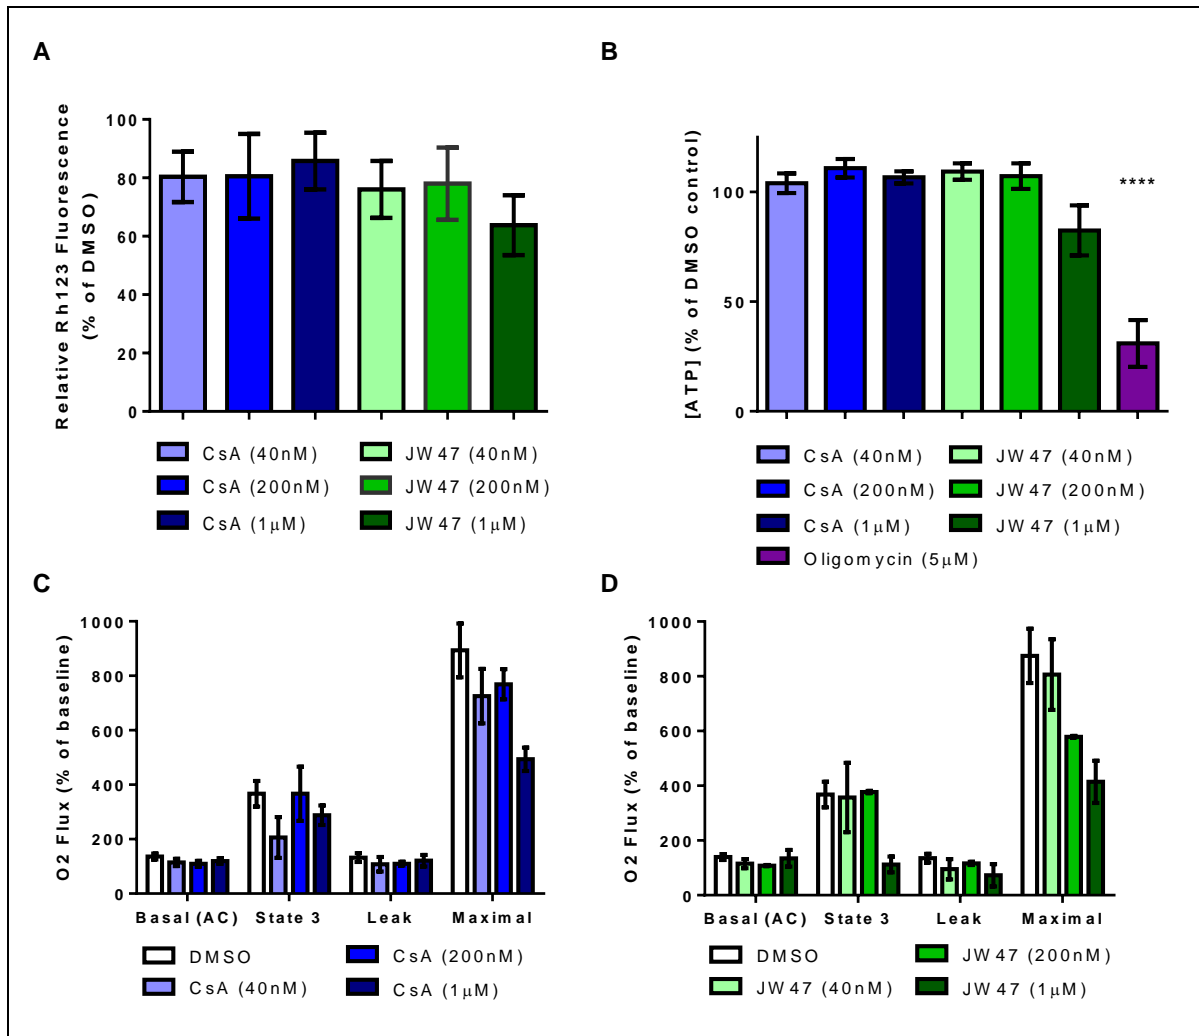 A
Relative Rh123 Fluorescence
(% of DMSO)
100
80
60
40
20
0
CsA (40nM)
CsA (200nM)
CsA (1µM)
JW47 (40nM)
JW47 (200nM)
JW47 (1µM)
B
[ATP] (% of DMSO control)
100
50
0
****
CsA (40nM)
CsA (200nM)
CsA (1µM)
Oligomycin (5µM)
JW47 (40nM)
JW47 (200nM)
JW47 (1µM)
C
O2 Flux (% of baseline)
1000
800
600
400
200
0
Basal (AC) State 3 Leak Maximal
DMSO
CsA (40nM)
CsA (200nM)
CsA (1µM)
D
O2 Flux (% of baseline)
1000
800
600
400
200
0
Basal (AC) State 3 Leak Maximal
DMSO
JW47 (40nM)
JW47 (200nM)
JW47 (1µM)